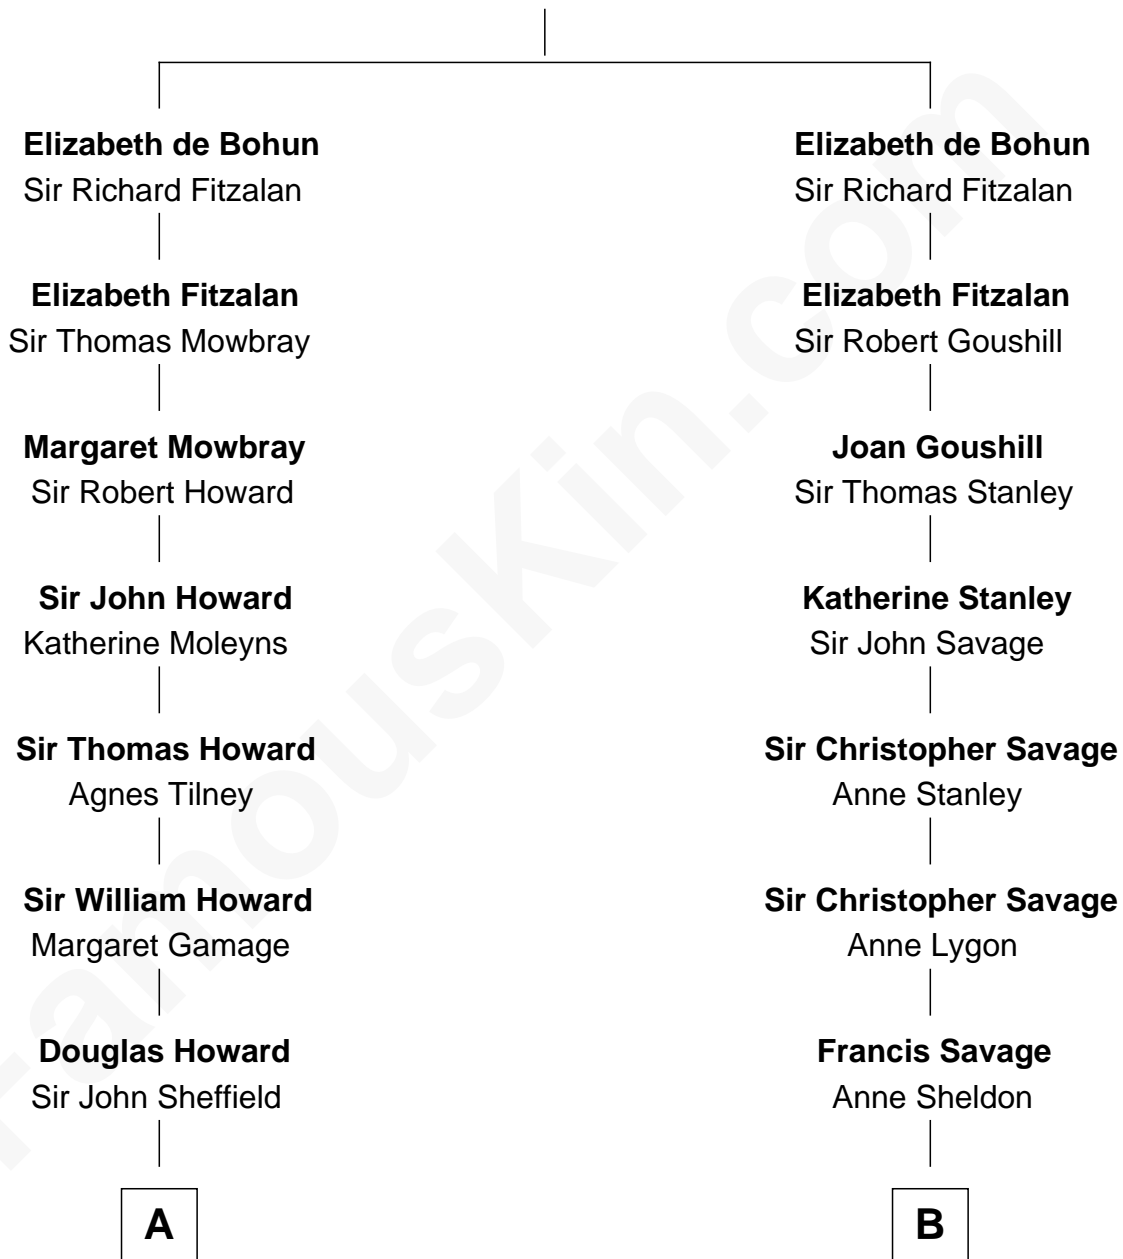 Elizabeth de Bohun
Sir Richard Fitzalan
Elizabeth Fitzalan
Sir Thomas Mowbray
Margaret Mowbray
Sir Robert Howard
Sir John Howard
Katherine Moleyns
Sir Thomas Howard
Agnes Tilney
Sir William Howard
Margaret Gamage
Douglas Howard
Sir John Sheffield
A
Elizabeth de Bohun
Sir Richard Fitzalan
Elizabeth Fitzalan
Sir Robert Goushill
Joan Goushill
Sir Thomas Stanley
Katherine Stanley
Sir John Savage
Sir Christopher Savage
Anne Stanley
Sir Christopher Savage
Anne Lygon
Francis Savage
Anne Sheldon
B
FamousKin.com